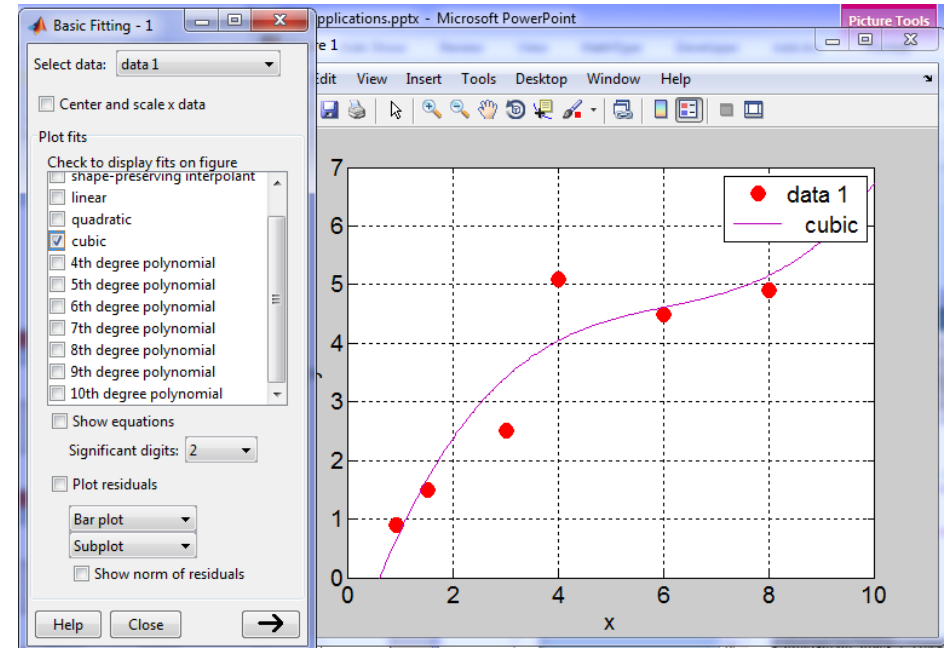 Basic Fitting - 1
Select data: data 1
Center and scale x data
Plot fits
Check to display fits on figure
shape-preserving interpolant
linear
quadratic
cubic
4th degree polynomial
5th degree polynomial
6th degree polynomial
7th degree polynomial
8th degree polynomial
9th degree polynomial
10th degree polynomial
Show equations
Significant digits: 2
Plot residuals
Bar plot
Subplot
Show norm of residuals
Help Close
pplications.pptx - Microsoft PowerPoint
Picture Tools
re 1
Edit View Insert Tools Desktop Window Help
data 1
cubic
7
6
5
4
3
2
1
0
0 2 4 6 8 10
x